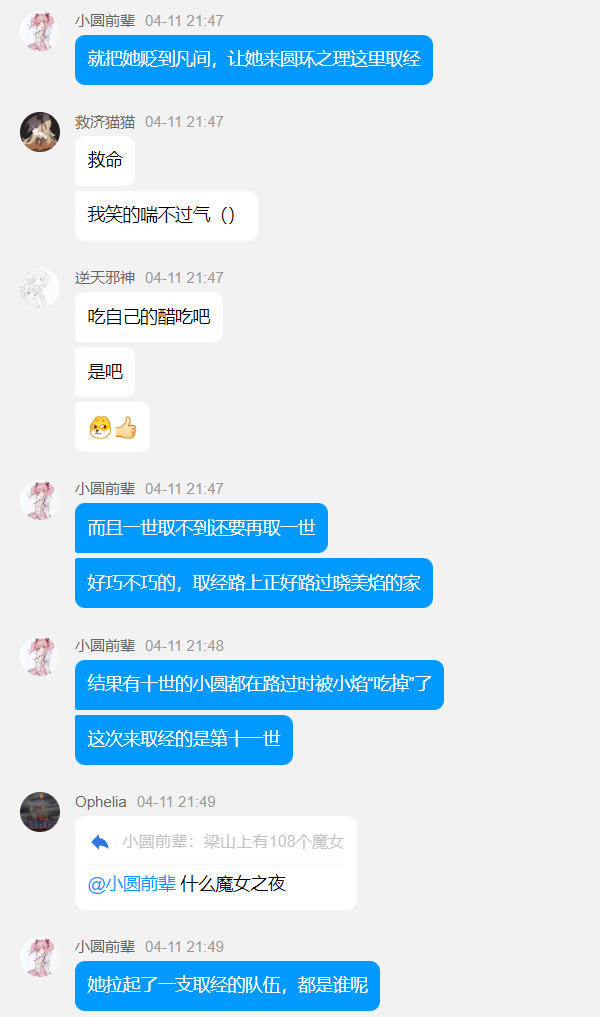 小圆前辈 04-11 21:47
就把她贬到凡间，让她来圆环之理这里取经
救济猫猫 04-11 21:47
救命
我笑的喘不过气（）
逆天邪神 04-11 21:47
吃自己的醋吃吧
是吧
小圆前辈 04-11 21:47
而且一世取不到还要再取一世
好巧不巧的，取经路上正好路过晓美焰的家
小圆前辈 04-11 21:48
结果有十世的小圆都在路过时被小焰“吃掉”了
这次来取经的是第十一世
Ophelia 04-11 21:49
小圆前辈：梁山上有108个魔女
@小圆前辈 什么魔女之夜
小圆前辈 04-11 21:49
她拉起了一支取经的队伍，都是谁呢